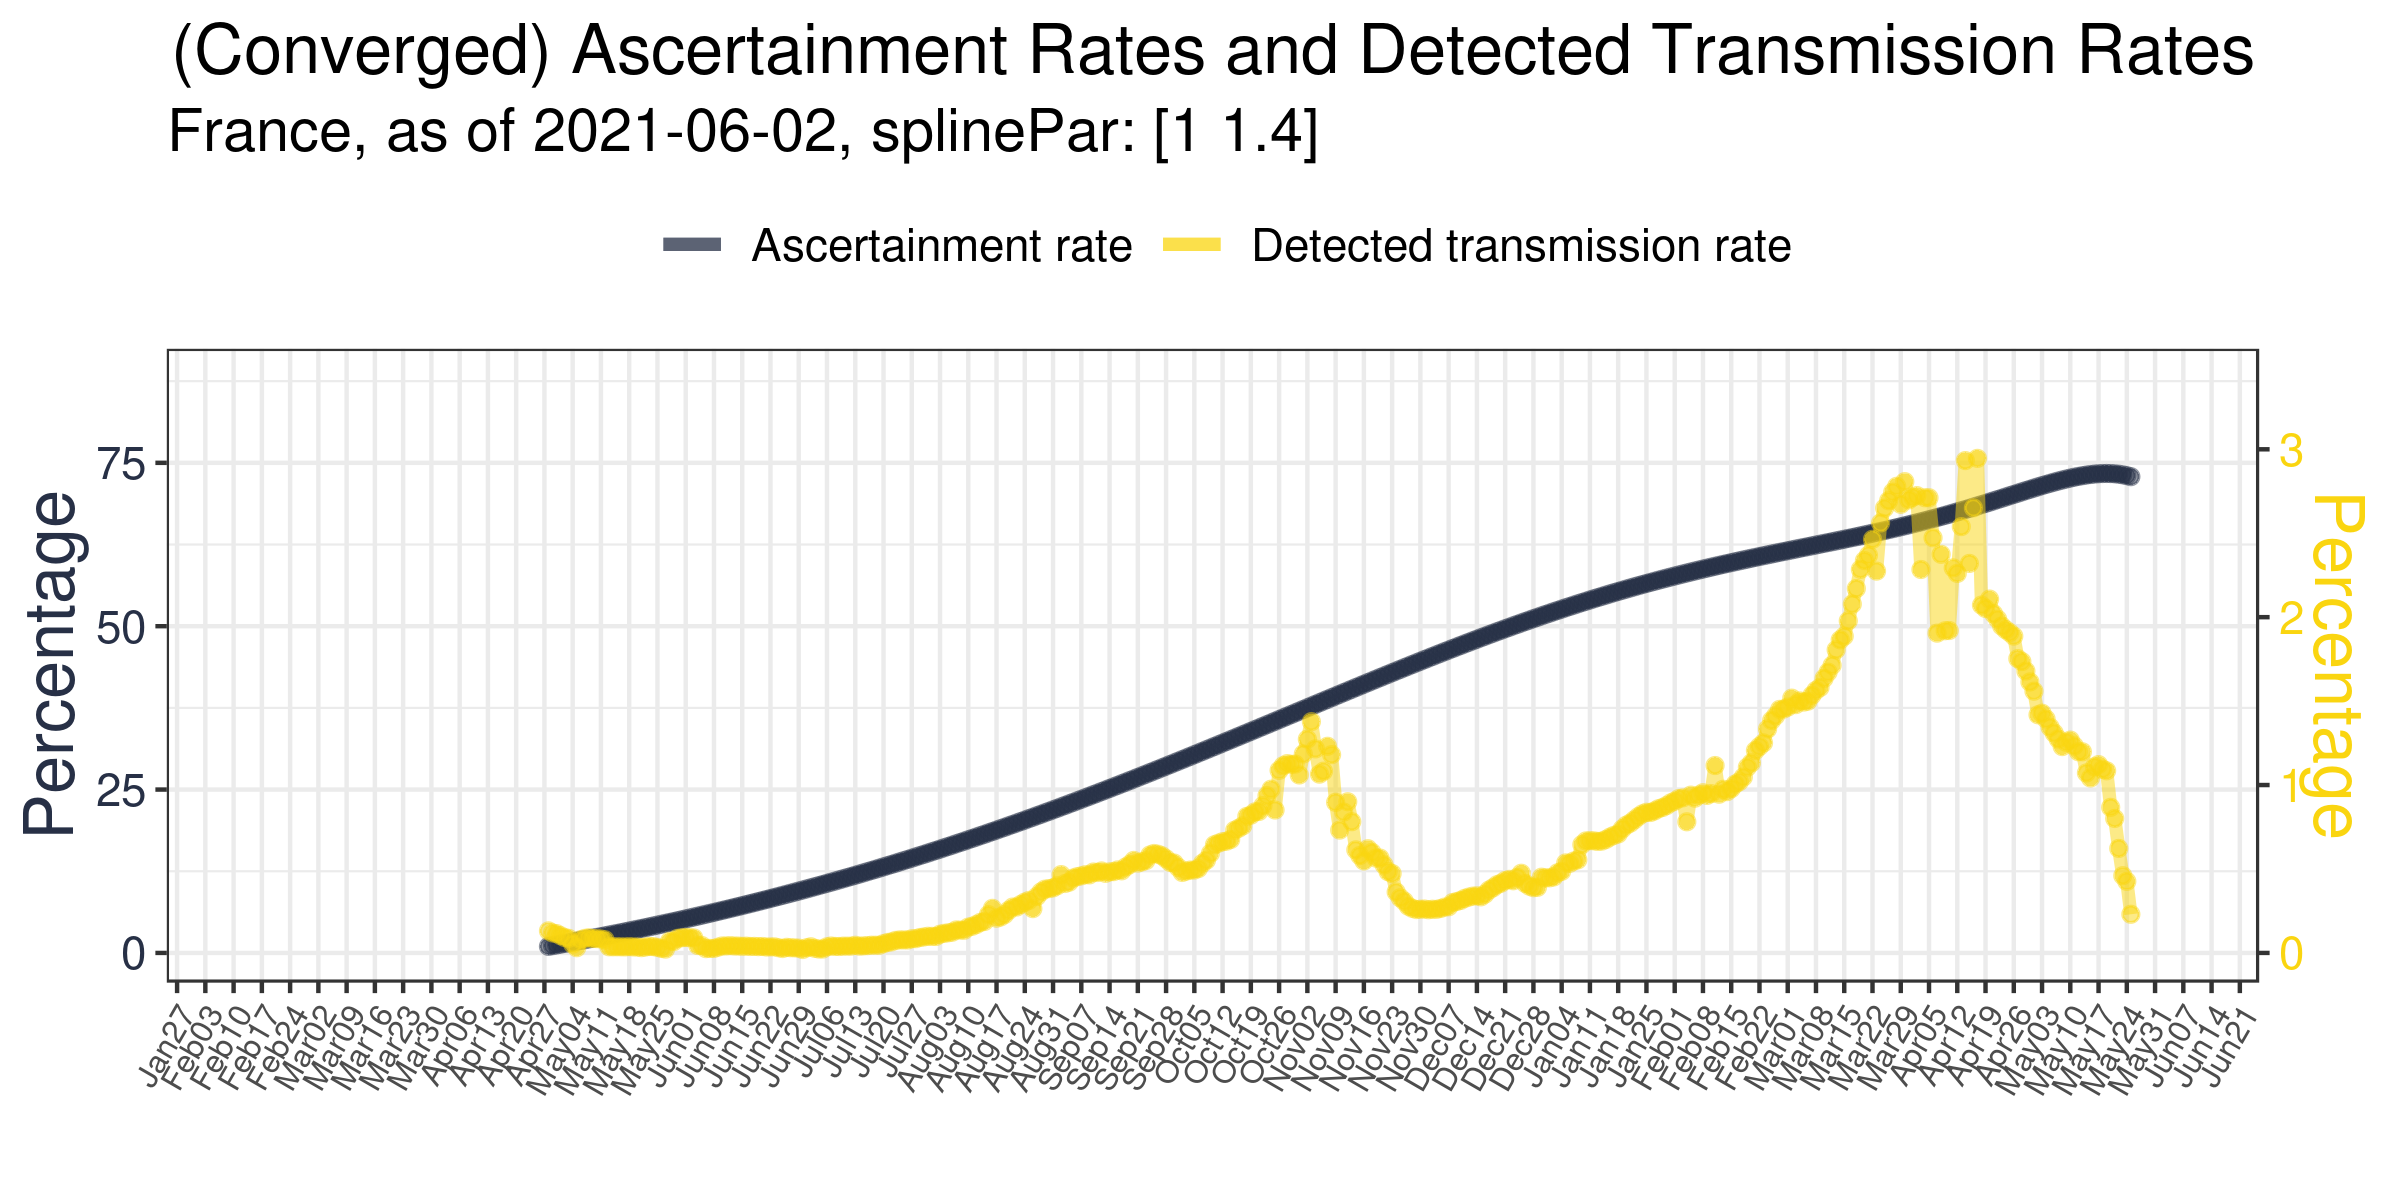 (Converged) Ascertainment Rates and Detected Transmission Rates
France, as of 2021-06-02, splinePar: [1 1.4]
Ascertainment rate
Detected transmission rate
Percentage
75
50
25
0
3
2
1
0
Percentage
Jan27
Feb03
Feb10
Feb17
Feb24
Mar02
Mar09
Mar16
Mar23
Mar30
Apr06
Apr13
Apr20
Apr27
May04
May11
May18
May25
Jun01
Jun08
Jun15
Jun22
Jun29
Jul06
Jul13
Jul20
Jul27
Aug03
Aug10
Aug17
Aug24
Aug31
Sep07
Sep14
Sep21
Sep28
Oct05
Oct12
Oct19
Oct26
Nov02
Nov09
Nov16
Nov23
Nov30
Dec07
Dec14
Dec21
Dec28
Jan04
Jan11
Jan18
Jan25
Feb01
Feb08
Feb15
Feb22
Mar01
Mar08
Mar15
Mar22
Mar29
Apr05
Apr12
Apr19
Apr26
May03
May10
May17
May24
May31
Jun07
Jun14
Jun21